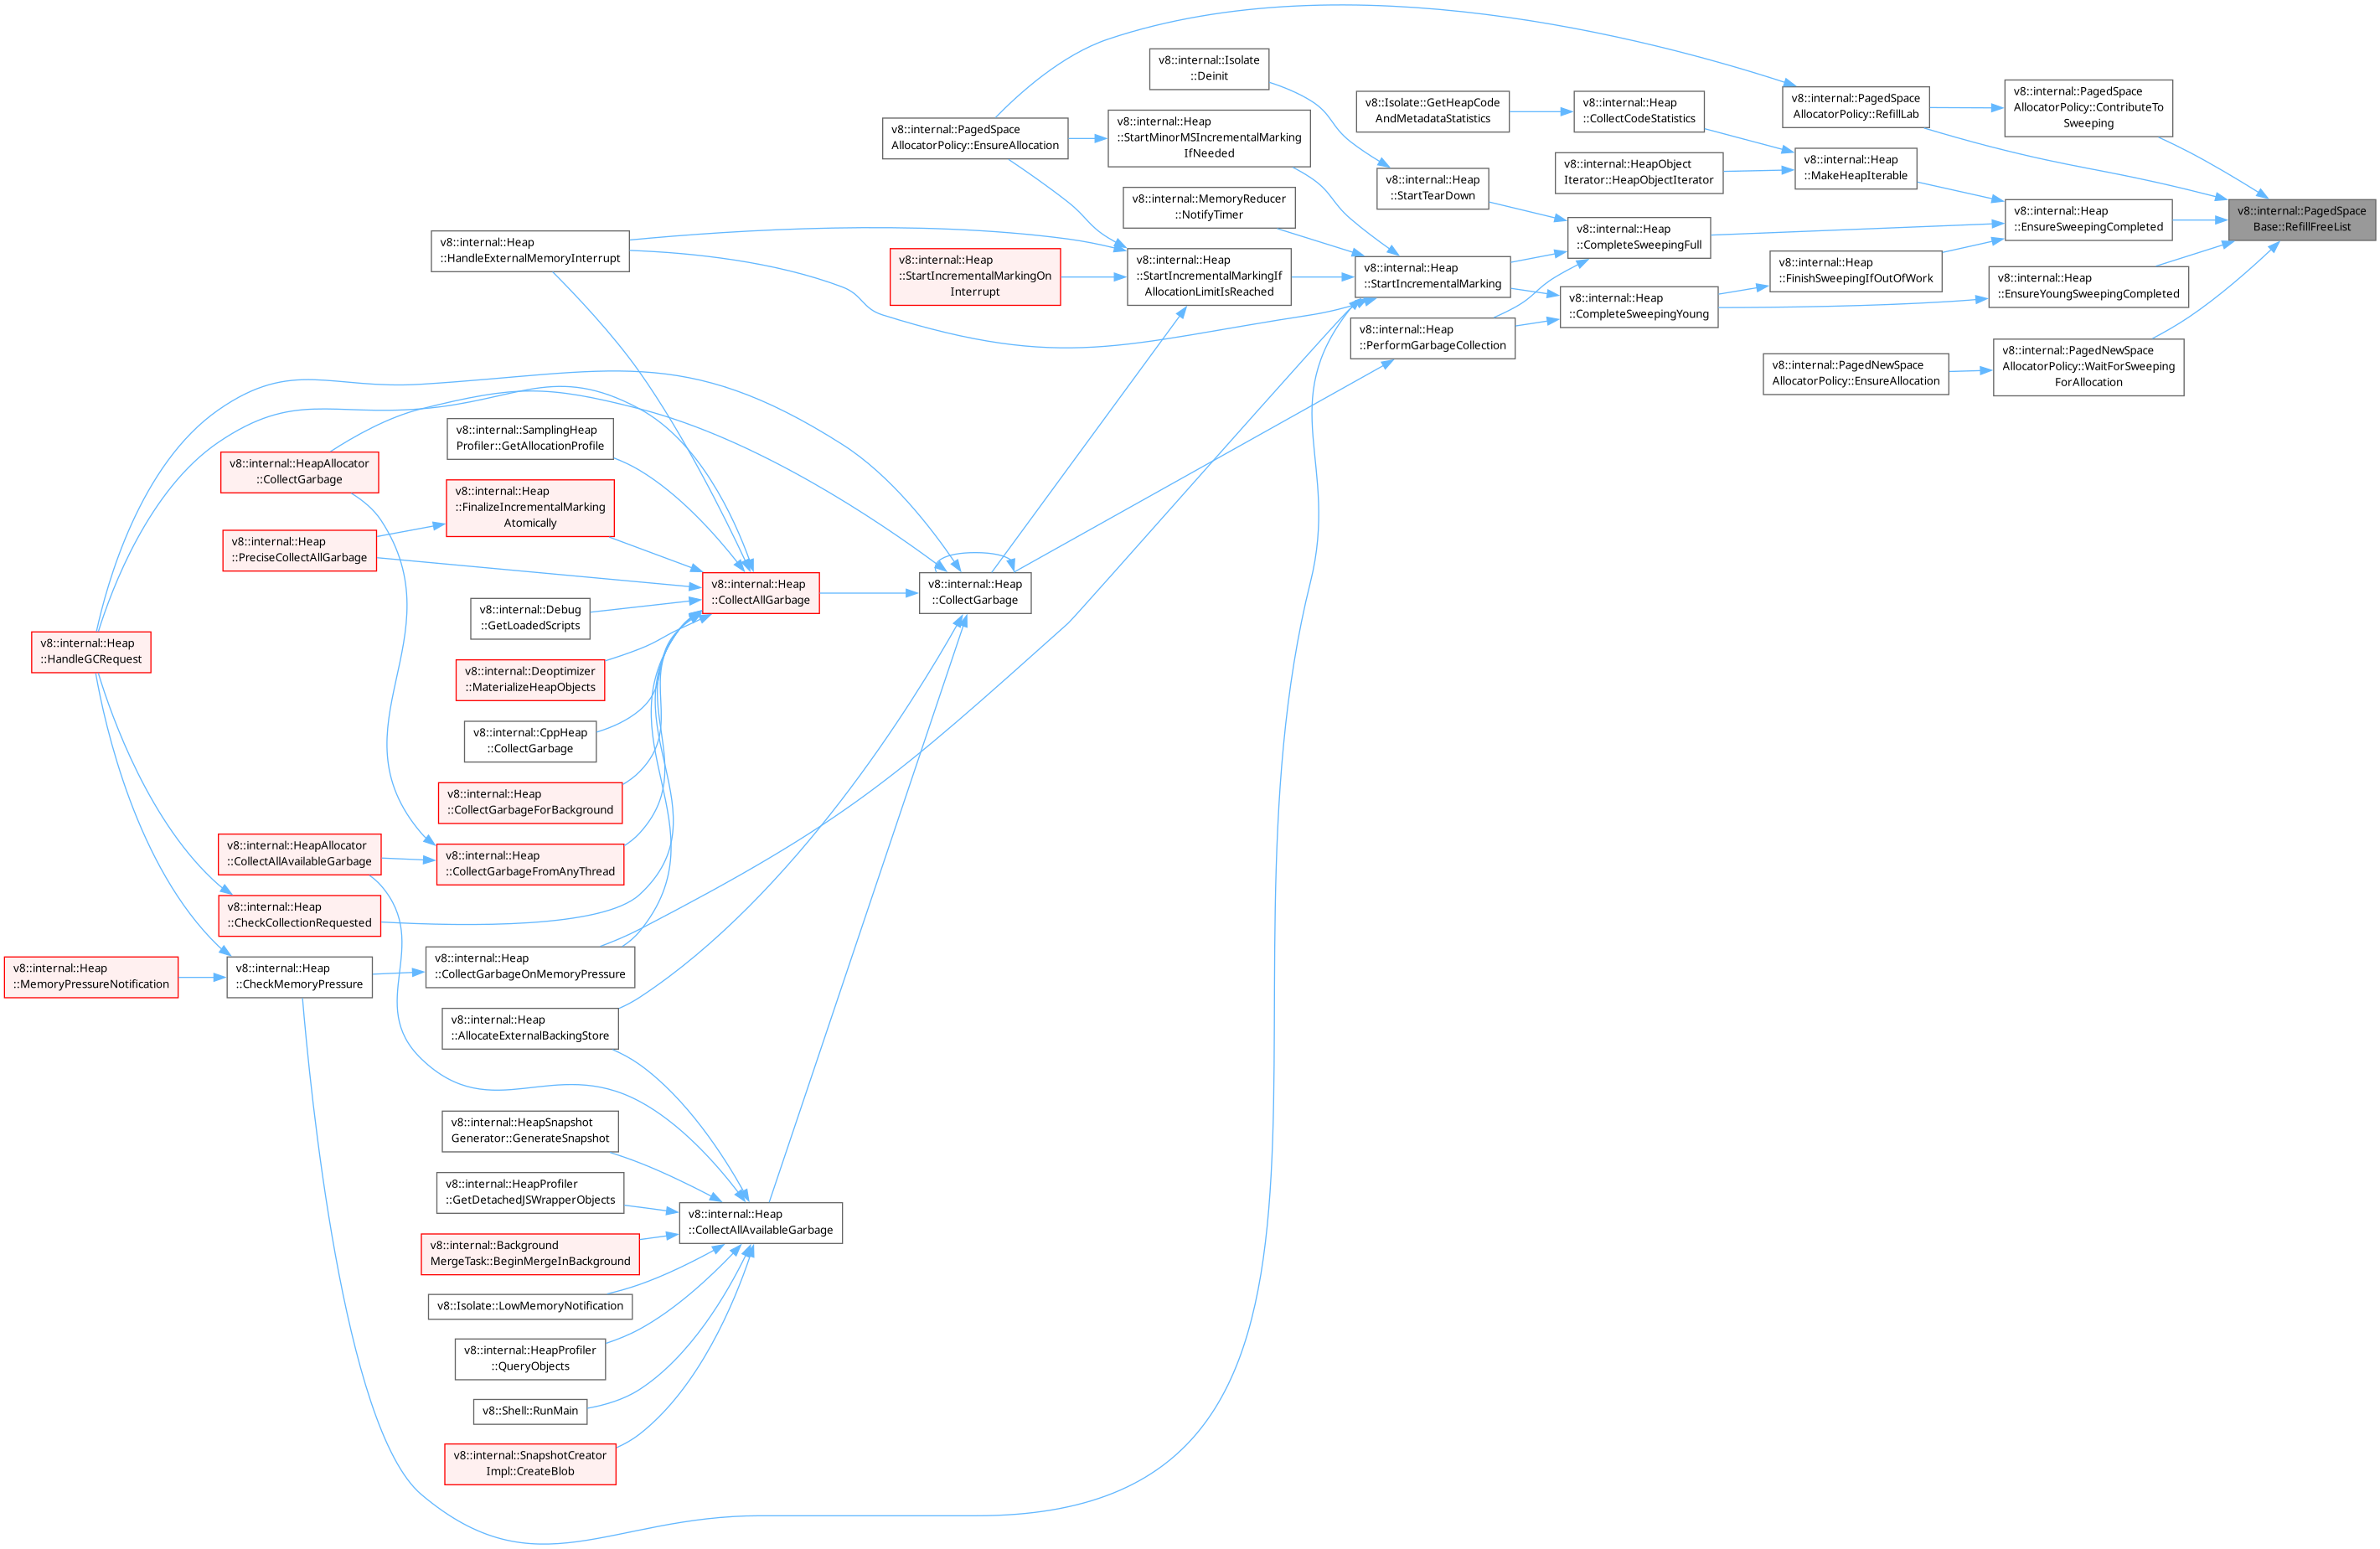 v8::internal::Isolate
::Deinit
v8::internal::PagedSpace
AllocatorPolicy::EnsureAllocation
v8::internal::Heap
::StartMinorMSIncrementalMarking
IfNeeded
v8::Isolate::GetHeapCode
AndMetadataStatistics
v8::internal::Heap
::CollectCodeStatistics
v8::internal::PagedSpace
AllocatorPolicy::RefillLab
v8::internal::PagedSpace
AllocatorPolicy::ContributeTo
Sweeping
v8::internal::HeapObject
Iterator::HeapObjectIterator
v8::internal::Heap
::MakeHeapIterable
v8::internal::MemoryReducer
::NotifyTimer
v8::internal::Heap
::StartTearDown
v8::internal::Heap
::CompleteSweepingFull
v8::internal::Heap
::EnsureSweepingCompleted
v8::internal::PagedSpace
Base::RefillFreeList
v8::internal::Heap
::HandleExternalMemoryInterrupt
v8::internal::Heap
::StartIncrementalMarkingOn
Interrupt
v8::internal::Heap
::StartIncrementalMarkingIf
AllocationLimitIsReached
v8::internal::Heap
::StartIncrementalMarking
v8::internal::Heap
::FinishSweepingIfOutOfWork
v8::internal::Heap
::EnsureYoungSweepingCompleted
v8::internal::Heap
::PerformGarbageCollection
v8::internal::Heap
::CompleteSweepingYoung
v8::internal::PagedNewSpace
AllocatorPolicy::EnsureAllocation
v8::internal::PagedNewSpace
AllocatorPolicy::WaitForSweeping
ForAllocation
v8::internal::HeapAllocator
::CollectGarbage
v8::internal::SamplingHeap
Profiler::GetAllocationProfile
v8::internal::Heap
::FinalizeIncrementalMarking
Atomically
v8::internal::Heap
::PreciseCollectAllGarbage
v8::internal::Heap
::CollectAllGarbage
v8::internal::Heap
::CollectGarbage
v8::internal::Debug
::GetLoadedScripts
v8::internal::Heap
::HandleGCRequest
v8::internal::Deoptimizer
::MaterializeHeapObjects
v8::internal::CppHeap
::CollectGarbage
v8::internal::Heap
::CollectGarbageForBackground
v8::internal::HeapAllocator
::CollectAllAvailableGarbage
v8::internal::Heap
::CollectGarbageFromAnyThread
v8::internal::Heap
::CheckCollectionRequested
v8::internal::Heap
::MemoryPressureNotification
v8::internal::Heap
::CheckMemoryPressure
v8::internal::Heap
::CollectGarbageOnMemoryPressure
v8::internal::Heap
::AllocateExternalBackingStore
v8::internal::HeapSnapshot
Generator::GenerateSnapshot
v8::internal::HeapProfiler
::GetDetachedJSWrapperObjects
v8::internal::Heap
::CollectAllAvailableGarbage
v8::internal::Background
MergeTask::BeginMergeInBackground
v8::Isolate::LowMemoryNotification
v8::internal::HeapProfiler
::QueryObjects
v8::Shell::RunMain
v8::internal::SnapshotCreator
Impl::CreateBlob